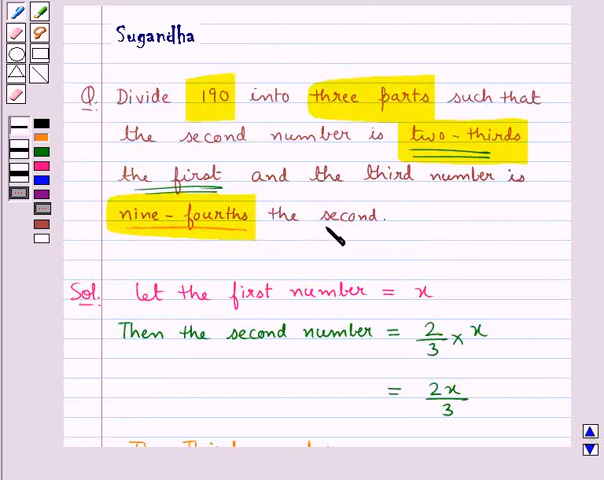 Sugandha
Q. Divide 190 into three parts such that
the second number is two-thirds
the first and the third number is
nine-fourths the second.
Sol. Let the first number = x
Then the second number = 2/3 × x
= 2x/3